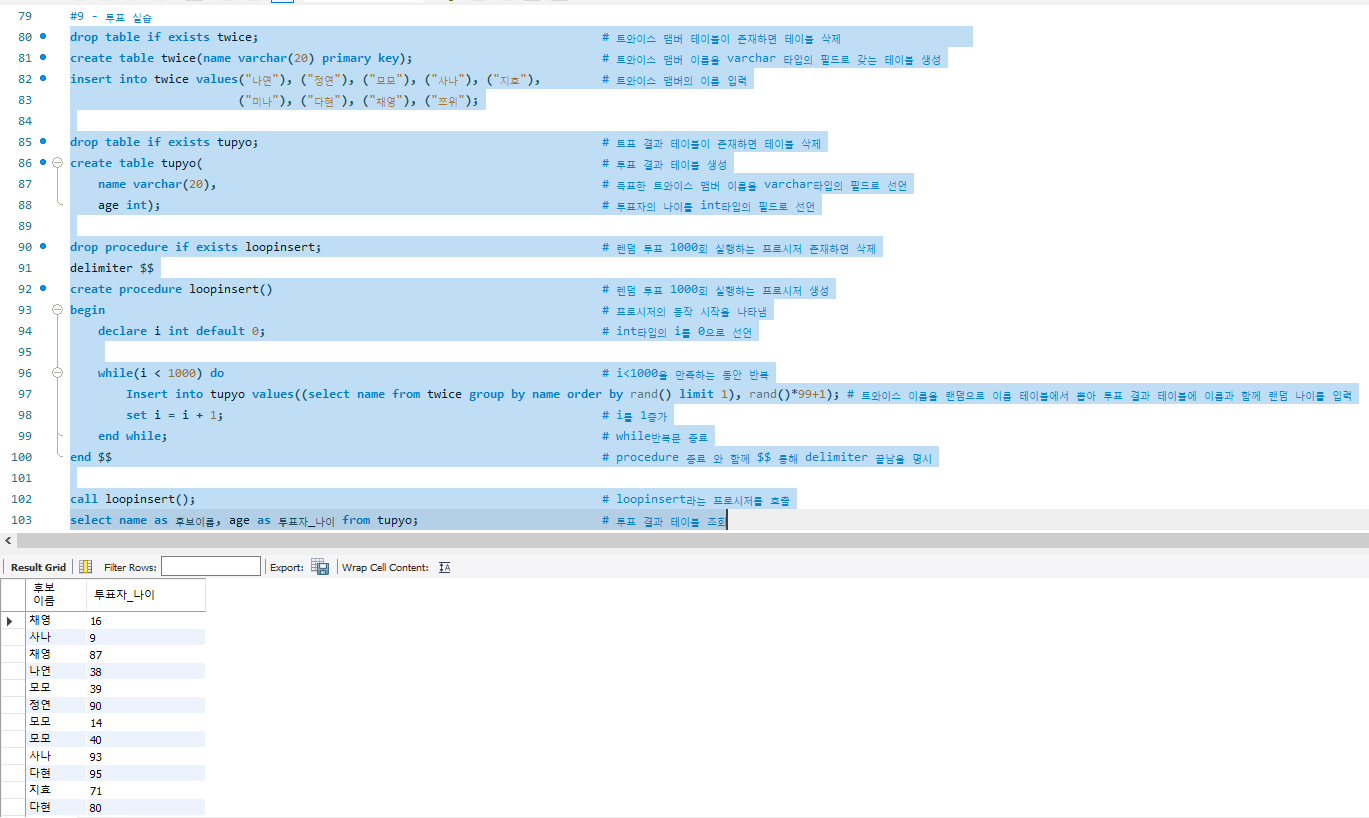 79 #9 - 투표 실습
80 drop table if exists twice; # 트와이스 맴버 테이블이 존재하면 테이블 삭제
81 create table twice(name varchar(20) primary key); # 트와이스 맴버 이름을 varchar 타입의 필드로 갖는 테이블 생성
82 insert into twice values("나연"), ("정연"), ("모모"), ("사나"), ("지효"), # 트와이스 맴버의 이름 입력
83 ("미나"), ("다현"), ("채영"), ("쯔위");
84
85 drop table if exists tupyo; # 트표 결과 테이블이 존재하면 테이블 삭제
86 create table tupyo( # 투표 결과 테이블 생성
87 name varchar(20), # 득표한 트와이스 맴버 이름을 varchar타입의 필드로 선언
88 age int); # 투표자의 나이를 int타입의 필드로 선언
89
90 drop procedure if exists loopinsert; # 렌덤 투표 1000회 실행하는 프로시저 존재하면 삭제
91 delimiter $$
92 create procedure loopinsert() # 렌덤 투표 1000회 실행하는 프로시저 생성
93 begin # 프로시저의 동작 시작을 나타냄
94 declare i int default 0; # int타입의 i를 0으로 선언
95
96 while(i < 1000) do # i<1000을 만족하는 동안 반복
97 Insert into tupyo values((select name from twice group by name order by rand() limit 1), rand()*99+1); # 트와이스 이름을 랜덤으로 이름 테이블에서 뽑아 투표 결과 테이블에 이름과 함께 랜덤 나이를 입력
98 set i = i + 1; # i를 1증가
99 end while; # while반복문 종료
100 end $$ # procedure 종료 와 함께 $$ 통해 delimiter 끝남을 명시
101
102 call loopinsert(); # loopinsert라는 프로시저를 호출
103 select name as 후보이름, age as 투표자_나이 from tupyo; # 투표 결과 테이블 조회
Result Grid Filter Rows: Export: Wrap Cell Content:
후보
이름 투표자_나이
채영 16
사나 9
채영 87
나연 38
모모 39
정연 90
모모 14
모모 40
사나 93
다현 95
지효 71
다현 80